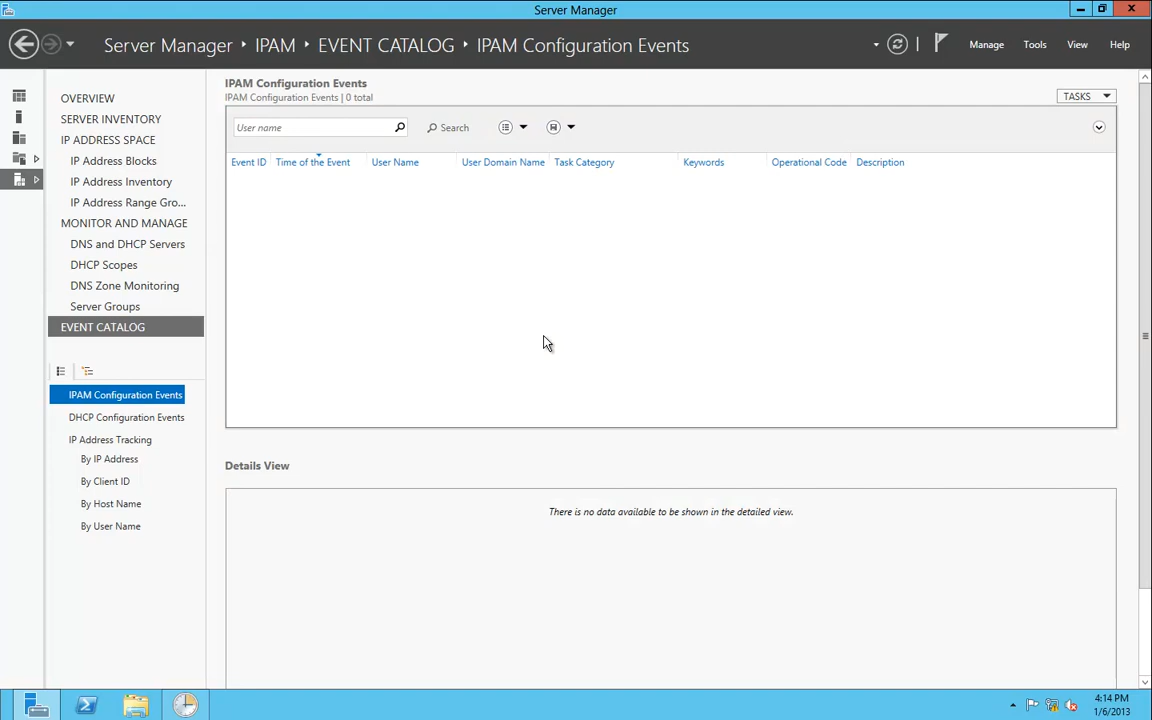 Server Manager
Server Manager IPAM EVENT CATALOG IPAM Configuration Events
Manage Tools View Help
OVERVIEW
SERVER INVENTORY
IP ADDRESS SPACE
IP Address Blocks
IP Address Inventory
IP Address Range Gro...
MONITOR AND MANAGE
DNS and DHCP Servers
DHCP Scopes
DNS Zone Monitoring
Server Groups
EVENT CATALOG
IPAM Configuration Events
DHCP Configuration Events
IP Address Tracking
By IP Address
By Client ID
By Host Name
By User Name
IPAM Configuration Events
IPAM Configuration Events | 0 total
TASKS
User name
Search
Event ID Time of the Event User Name User Domain Name Task Category Keywords Operational Code Description
Details View
There is no data available to be shown in the detailed view.
4:14 PM
1/6/2013